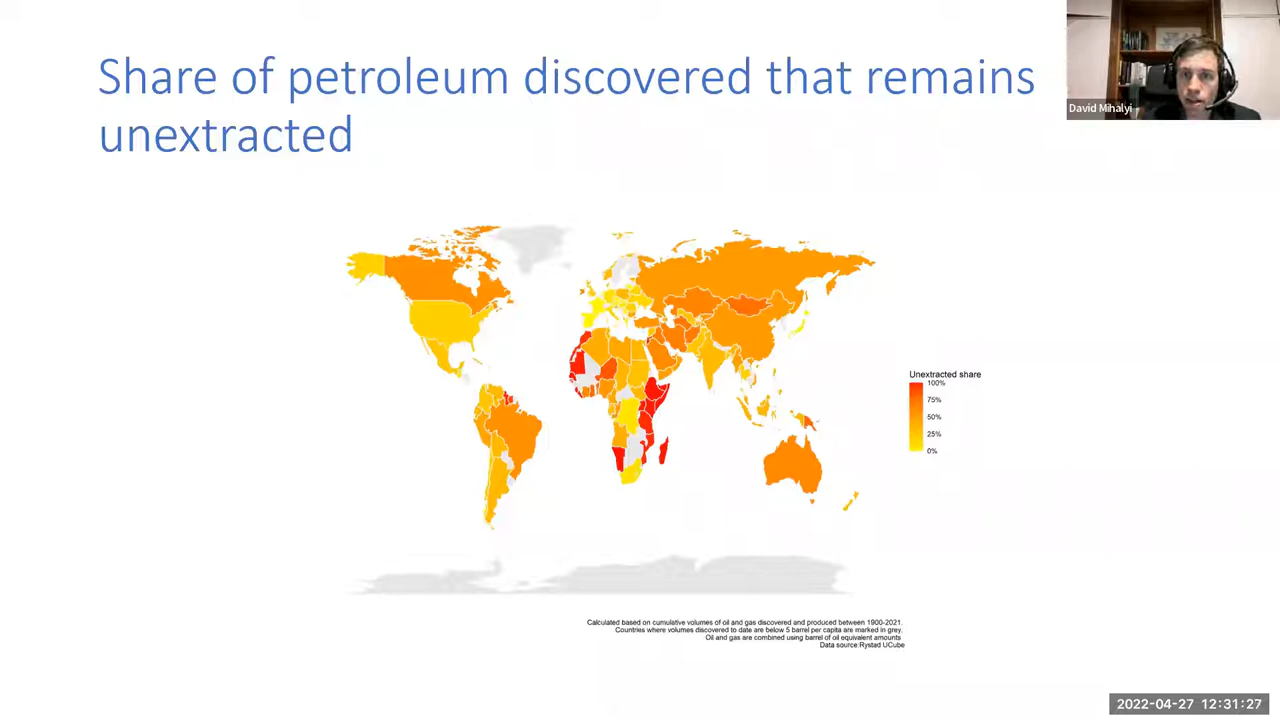 Share of petroleum discovered that remains
unextracted
David Mihalyi
Unextracted share
100%
75%
50%
25%
0%
Calculated based on cumulative volumes of oil and gas discovered and produced between 1900-2021.
Countries where volumes discovered to date are below 5 barrel per capita are marked in grey.
Oil and gas are combined using barrel of oil equivalent amounts
Data source:Rystad UCube
2022-04-27 12:31:27